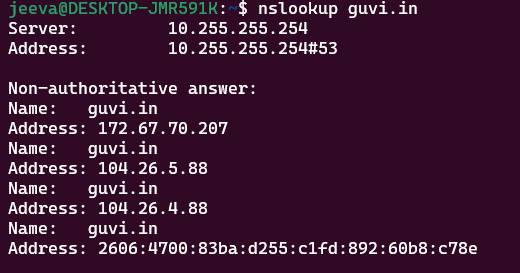 jeeva@DESKTOP-JMR591K:~$ nslookup guvi.in
Server:         10.255.255.254
Address:        10.255.255.254#53

Non-authoritative answer:
Name:   guvi.in
Address: 172.67.70.207
Name:   guvi.in
Address: 104.26.5.88
Name:   guvi.in
Address: 104.26.4.88
Name:   guvi.in
Address: 2606:4700:83ba:d255:c1fd:892:60b8:c78e